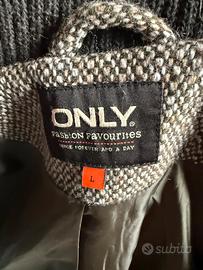 ONLY.
FASHION FAVOURITES
SINCE FOREVER AND A DAY
L
subito